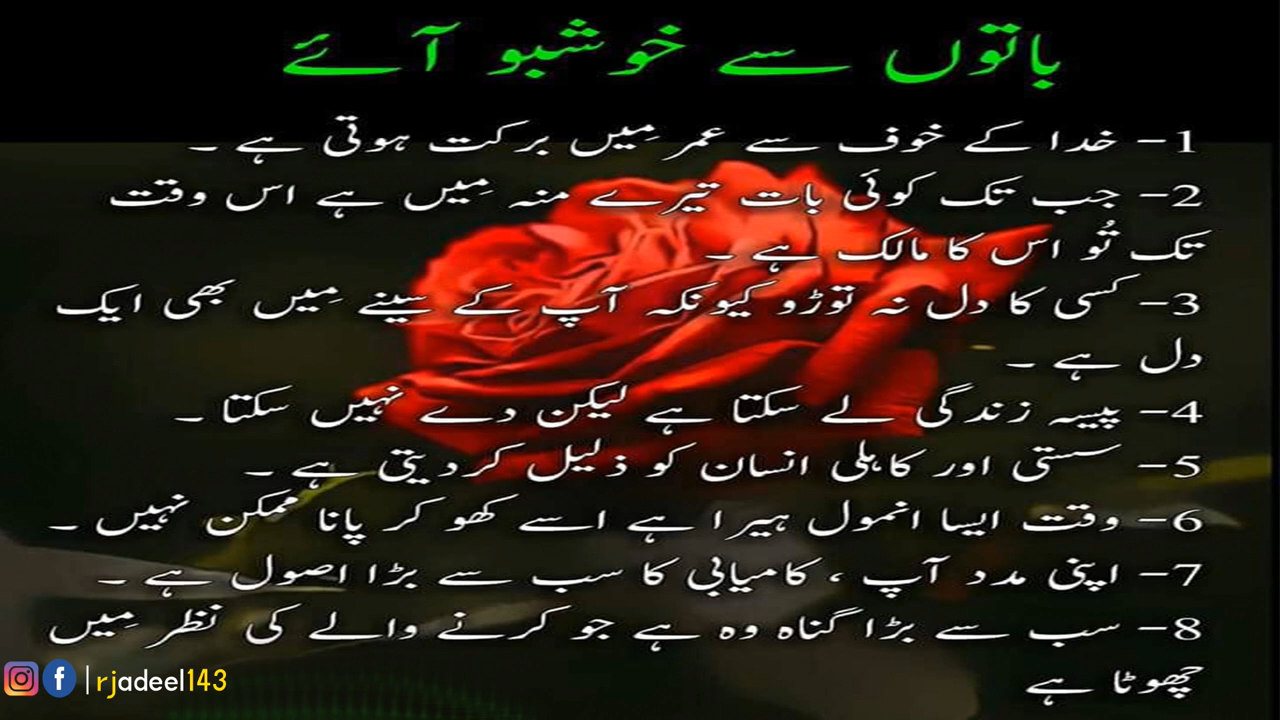 باتوں سے خوشبو آئے
1- خدا کے خوف سے عمر میں برکت ہوتی ہے ۔
2- جب تک کوئی بات تیرے منہ میں ہے اس وقت
تک تُو اس کا مالک ہے ۔
3- کسی کا دل نہ توڑو کیونکہ آپ کے سینے میں بھی ایک
دل ہے ۔
4- پیسہ زندگی لے سکتا ہے لیکن دے نہیں سکتا ۔
5- سستی اور کاہلی انسان کو ذلیل کردیتی ہے ۔
6- وقت ایسا انمول ہیرا ہے اسے کھو کر پانا ممکن نہیں ۔
7- اپنی مدد آپ ، کامیابی کا سب سے بڑا اصول ہے ۔
8- سب سے بڑا گناہ وہ ہے جو کرنے والے کی نظر میں
چھوٹا ہے
|rjadeel143